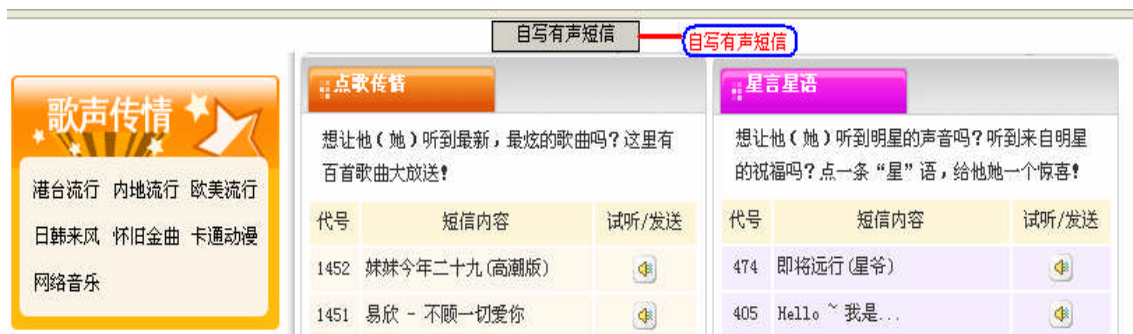 自写有声短信
自写有声短信
歌声传情
港台流行 内地流行 欧美流行
日韩来风 怀旧金曲 卡通动漫
网络音乐
点歌传情
想让他（她）听到最新，最炫的歌曲吗？这里有
百首歌曲大放送！
代号 短信内容 试听/发送
1452 妹妹今年二十九(高潮版)
1451 易欣 - 不顾一切爱你
星言星语
想让他（她）听到明星的声音吗？听到来自明星
的祝福吗？点一条“星”语，给他她一个惊喜！
代号 短信内容 试听/发送
474 即将远行(星爷)
405 Hello ~ 我是...